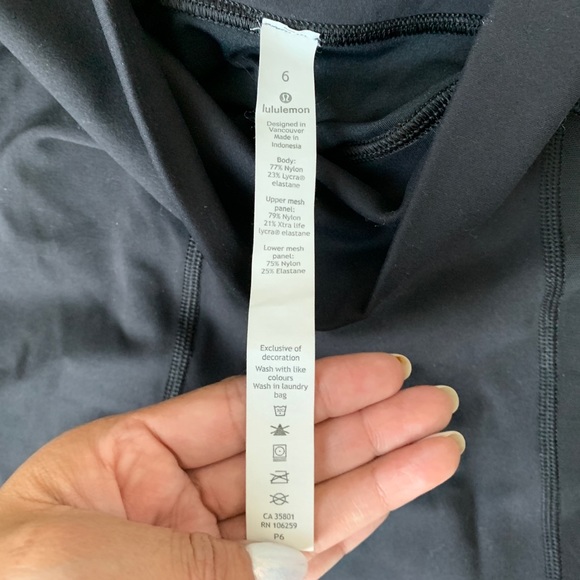 6
lululemon
Designed in
Vancouver
Made in
Indonesia
Body:
77% Nylon
23% Lycra®
elastane
Upper mesh
panel:
79% Nylon
21% Xtra life
lycra® elastane
Lower mesh
panel:
75% Nylon
25% Elastane
Exclusive of
decoration
Wash with like
colours
Wash in laundry
bag
CA 35801
RN 106259
P6